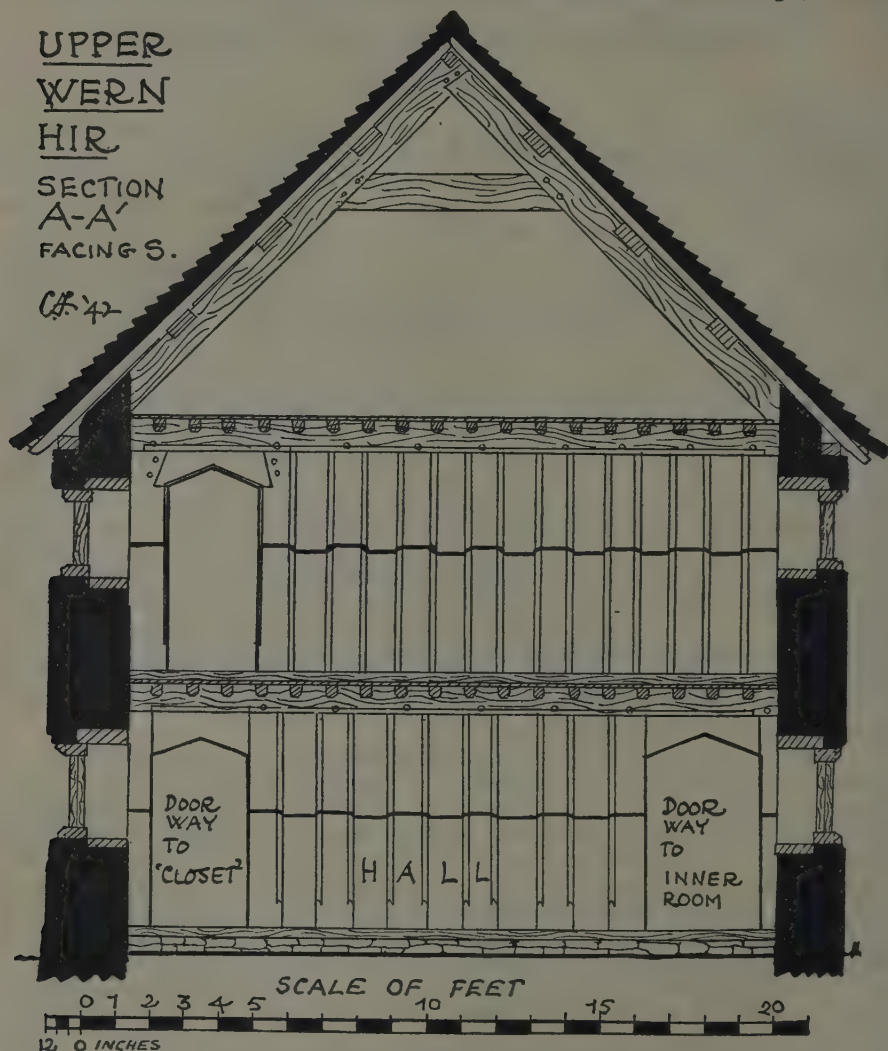 UPPER
WERN
HIR
SECTION
A-A'
FACING S.
'42
DOOR
WAY
TO
'CLOSET'
HALL
DOOR
WAY
TO
INNER
ROOM
SCALE OF FEET
0 1 2 3 4 5 10 15 20
12 0 INCHES